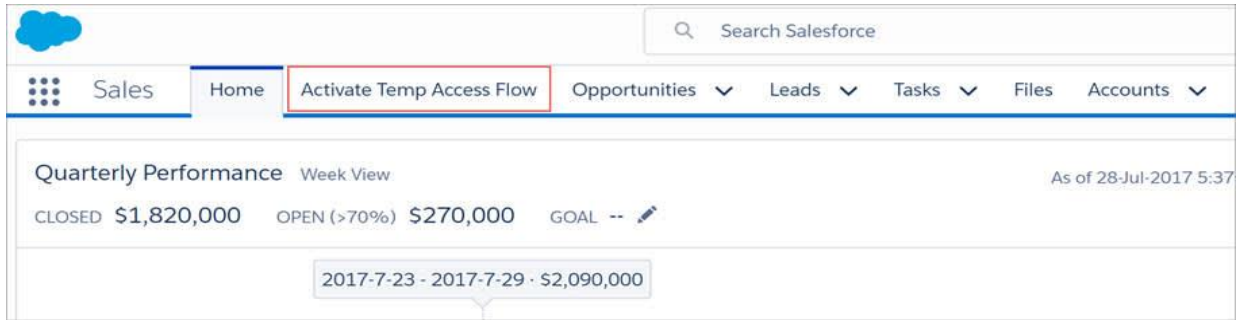 Search Salesforce
Sales Home Activate Temp Access Flow Opportunities Leads Tasks Files Accounts
Quarterly Performance Week View
As of 28-Jul-2017 5:37
CLOSED $1,820,000 OPEN (>70%) $270,000 GOAL --
2017-7-23 - 2017-7-29 · $2,090,000